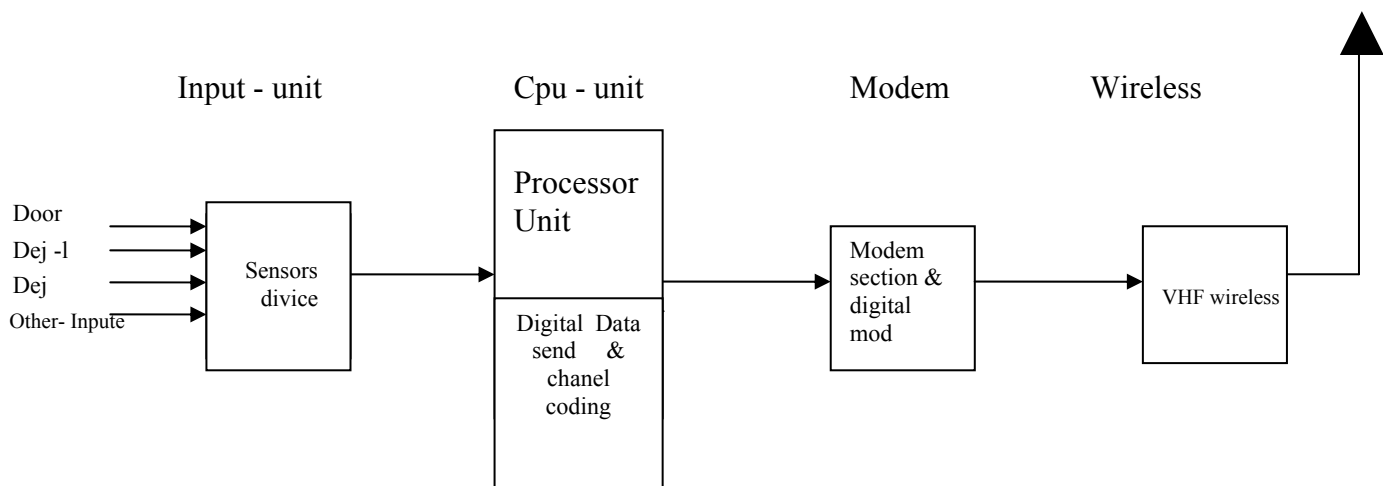 Input - unit
Cpu - unit
Modem
Wireless
Door
Dej -l
Dej
Other- Inpute
Sensors
divice
Processor
Unit
Digital Data
send &
chanel
coding
Modem
section &
digital
mod
VHF wireless